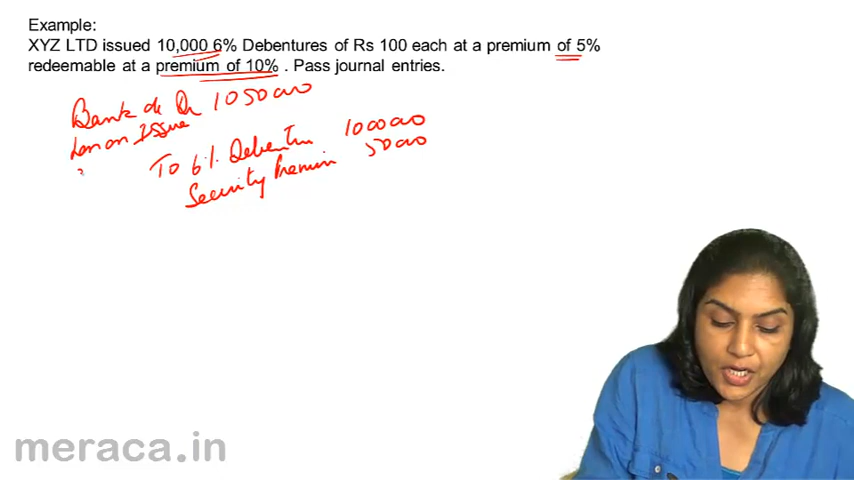 Example:
XYZ LTD issued 10,000 6% Debentures of Rs 100 each at a premium of 5%
redeemable at a premium of 10% . Pass journal entries.
Bank a/c Dr 1050000
Loss on Issue
To 6% Debenture 1000000
Security Premium 50000
meraca.in